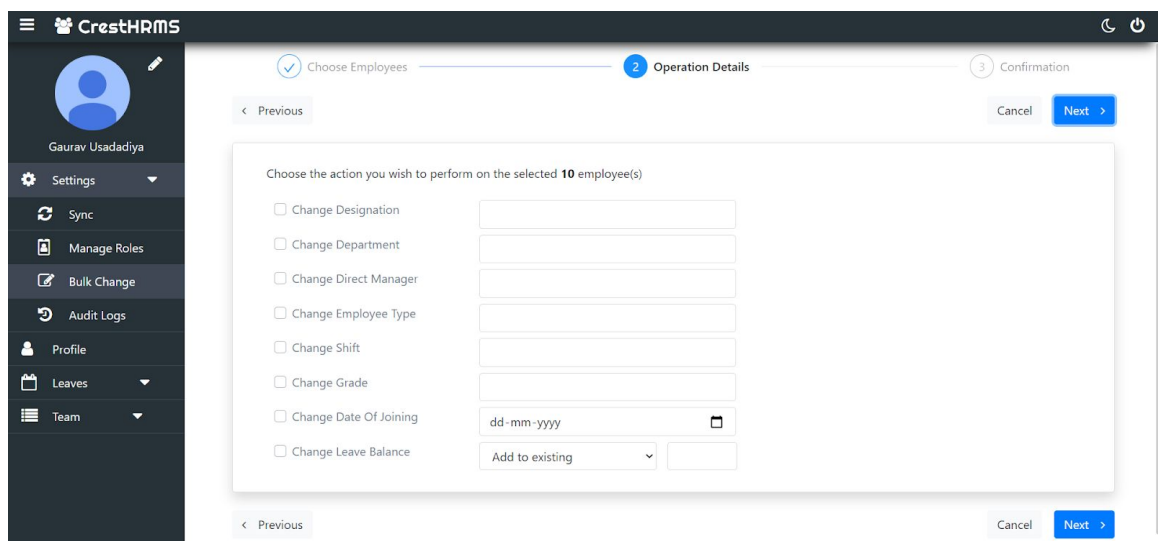 CrestHRMS
Choose Employees
2 Operation Details
3 Confirmation
Previous
Cancel
Next
Gaurav Usadadiya
Settings
Sync
Manage Roles
Bulk Change
Audit Logs
Profile
Leaves
Team
Choose the action you wish to perform on the selected 10 employee(s)
Change Designation
Change Department
Change Direct Manager
Change Employee Type
Change Shift
Change Grade
Change Date Of Joining dd-mm-yyyy
Change Leave Balance Add to existing
Previous
Cancel
Next